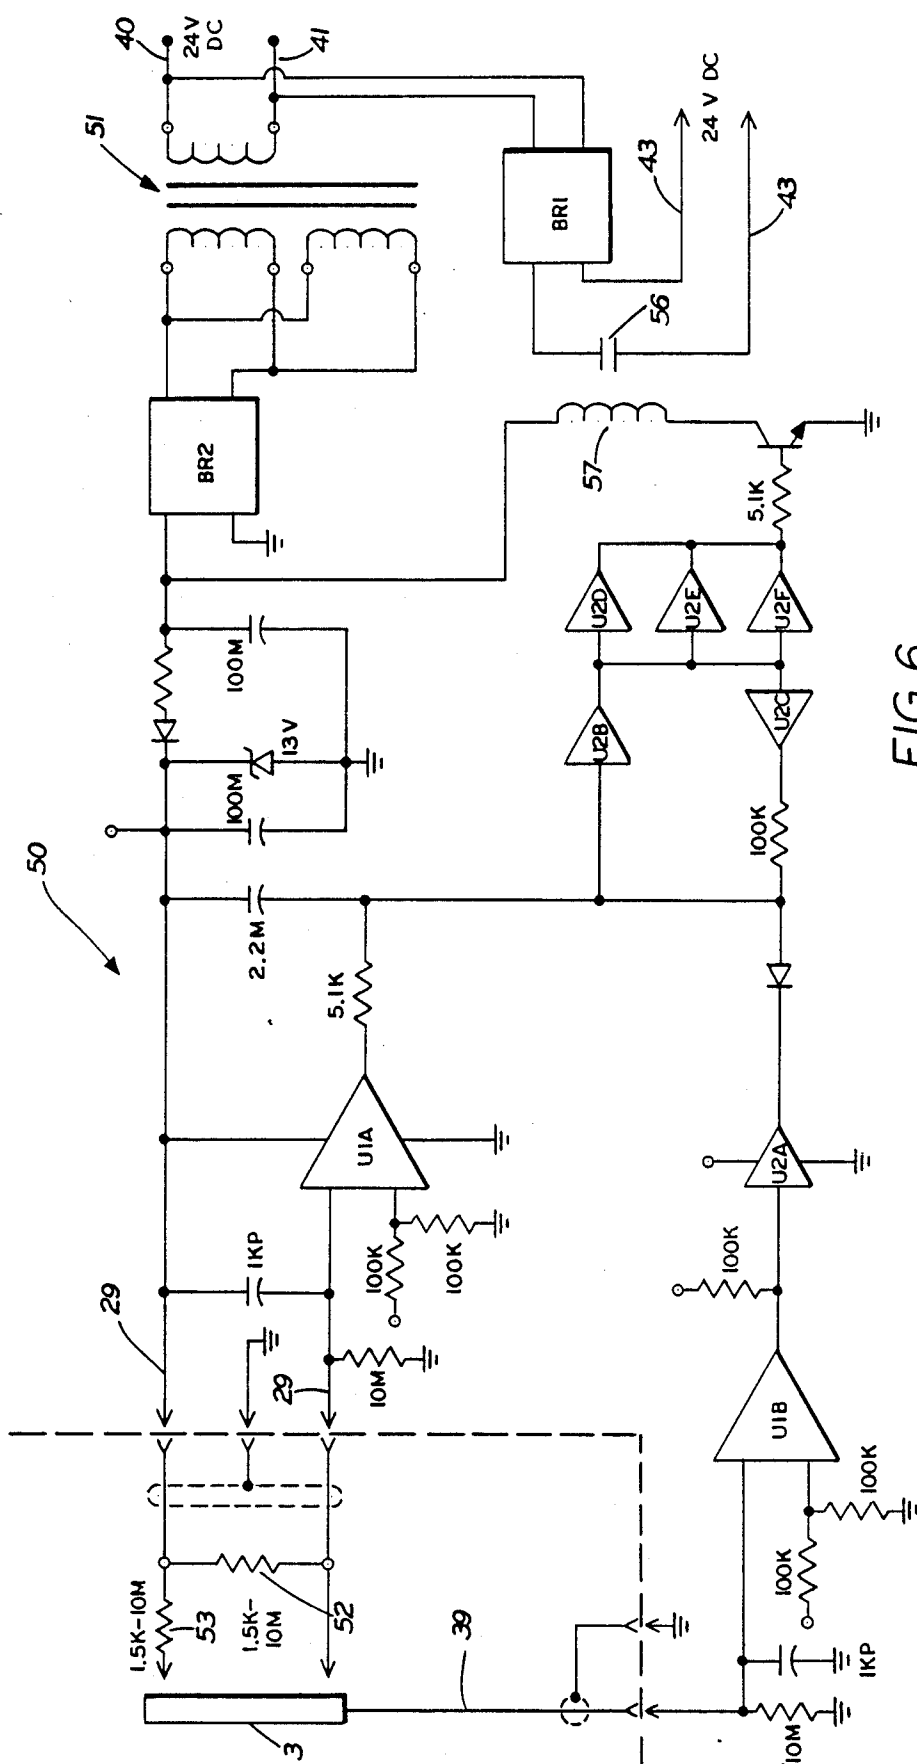 40
24V
DC
41
51
BR1
43
24 V DC
43
56
57
BR2
5.1K
U2D
U2E
U2F
U2B
U2C
100K
100M
13V
100M
50
2.2M
5.1K
U1A
U2A
29
1KP
100K
100K
29
10M
100K
U1B
100K
100K
1KP
10M
1.5K-10M
53
1.5K-
10M
52
39
3
FIG 6